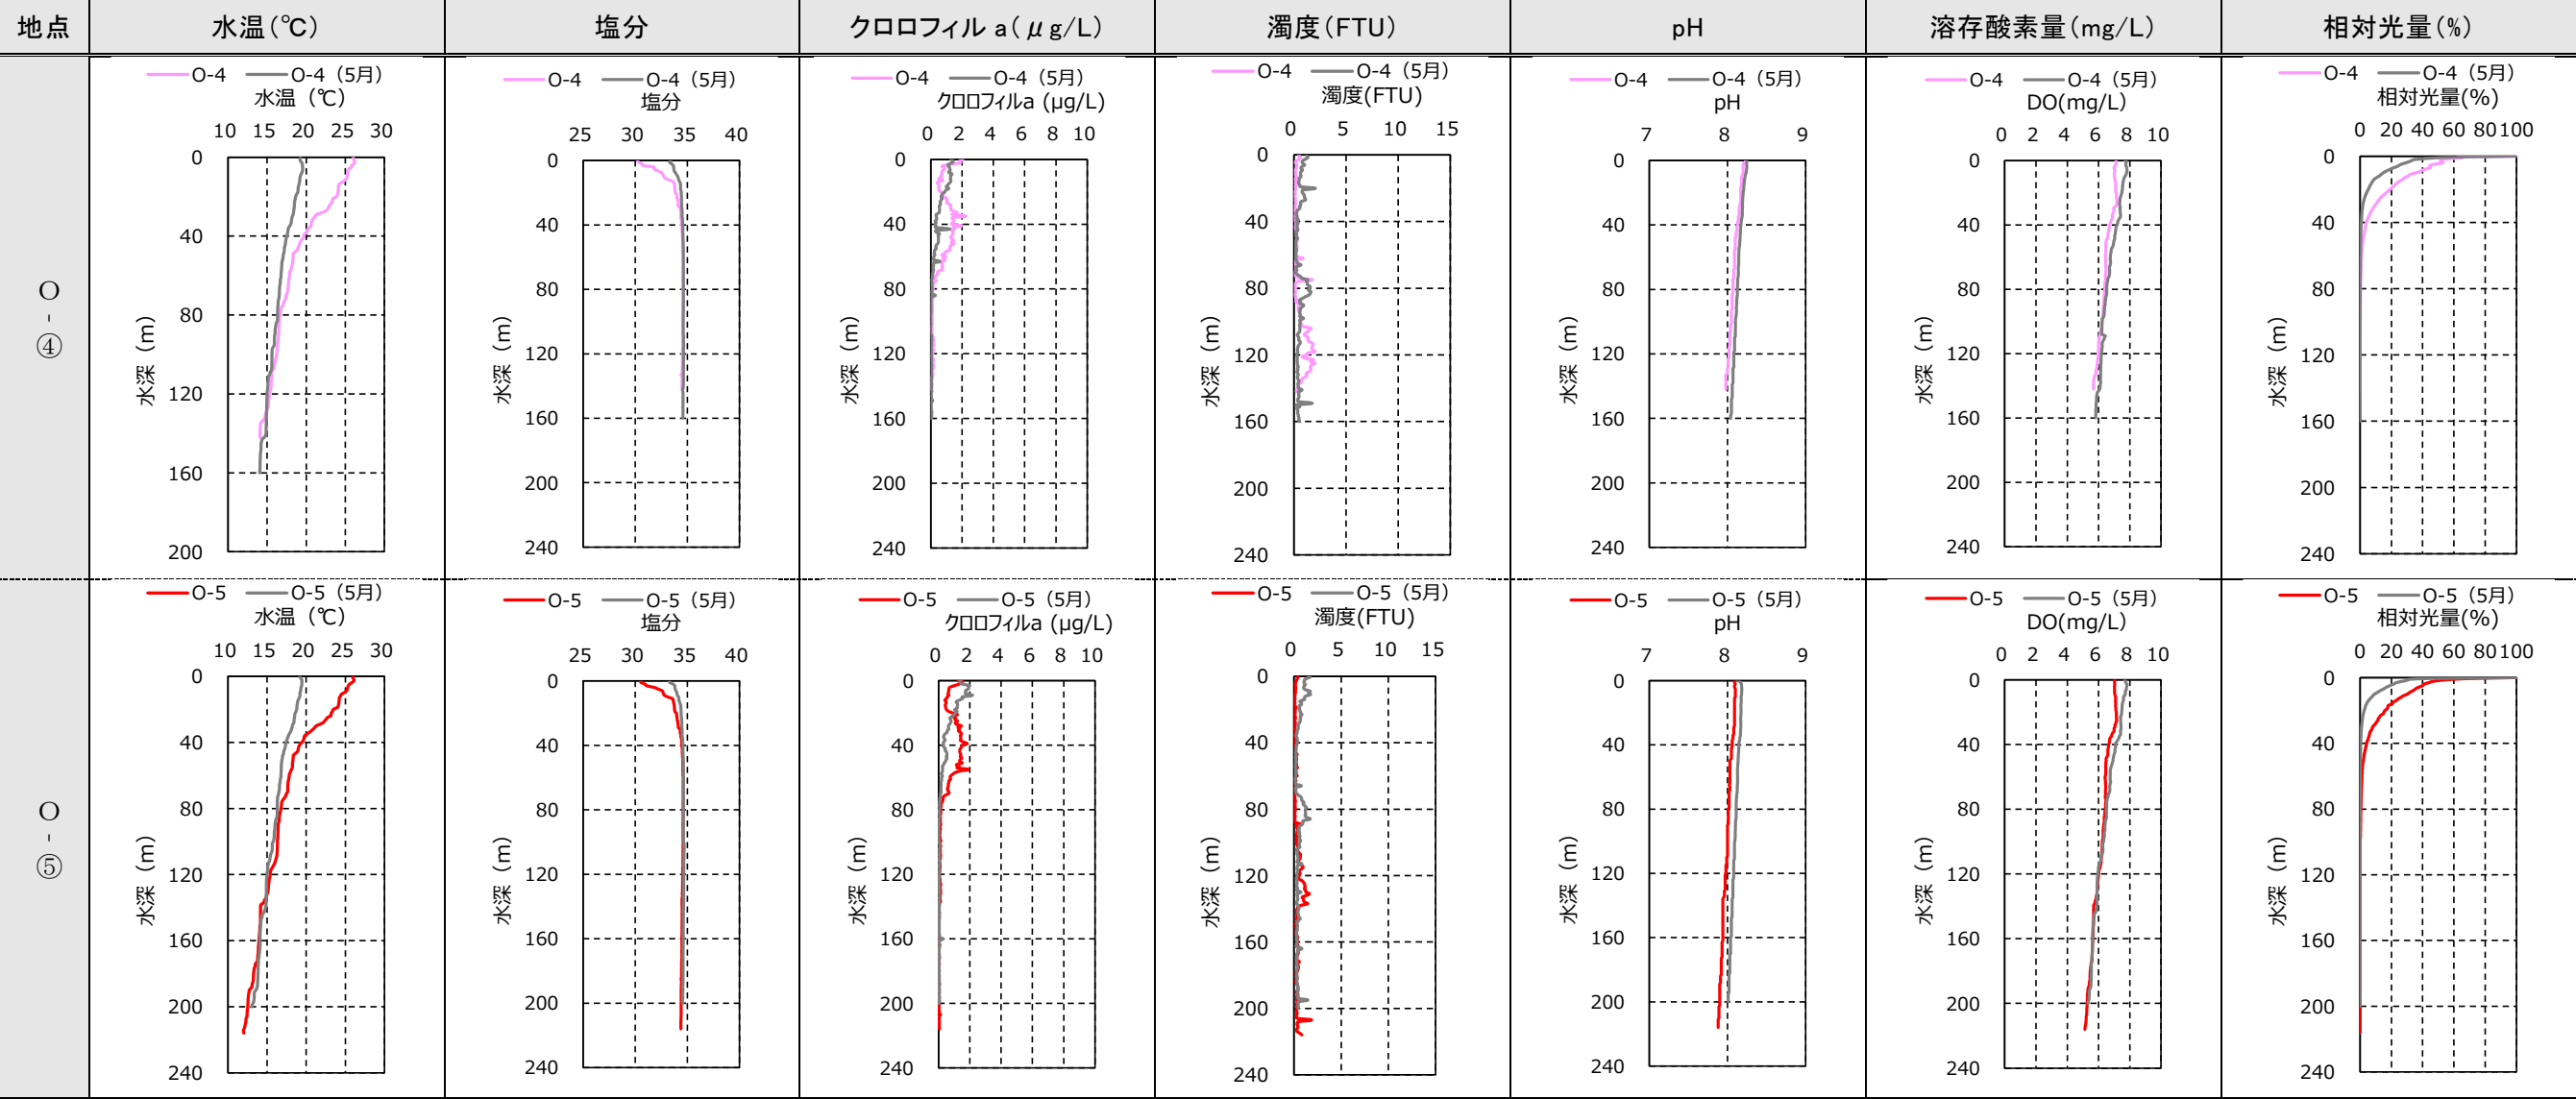 地点 水温(℃) 塩分 クロロフィル a(μg/L) 濁度(FTU) pH 溶存酸素量(mg/L) 相対光量(%)
O-④
O-4 O-4（5月）
水温（℃）
10 15 20 25 30
0
40
80
120
160
200
水深（m）
O-4 O-4（5月）
塩分
25 30 35 40
0
40
80
120
160
200
240
水深（m）
O-4 O-4（5月）
クロロフィルa (μg/L)
0 2 4 6 8 10
0
40
80
120
160
200
240
水深（m）
O-4 O-4（5月）
濁度(FTU)
0 5 10 15
0
40
80
120
160
200
240
水深（m）
O-4 O-4（5月）
pH
7 8 9
0
40
80
120
160
200
240
水深（m）
O-4 O-4（5月）
DO(mg/L)
0 2 4 6 8 10
0
40
80
120
160
200
240
水深（m）
O-4 O-4（5月）
相対光量(%)
0 20 40 60 80 100
0
40
80
120
160
200
240
水深（m）
O-⑤
O-5 O-5（5月）
水温（℃）
10 15 20 25 30
0
40
80
120
160
200
240
水深（m）
O-5 O-5（5月）
塩分
25 30 35 40
0
40
80
120
160
200
240
水深（m）
O-5 O-5（5月）
クロロフィルa (μg/L)
0 2 4 6 8 10
0
40
80
120
160
200
240
水深（m）
O-5 O-5（5月）
濁度(FTU)
0 5 10 15
0
40
80
120
160
200
240
水深（m）
O-5 O-5（5月）
pH
7 8 9
0
40
80
120
160
200
240
水深（m）
O-5 O-5（5月）
DO(mg/L)
0 2 4 6 8 10
0
40
80
120
160
200
240
水深（m）
O-5 O-5（5月）
相対光量(%)
0 20 40 60 80 100
0
40
80
120
160
200
240
水深（m）